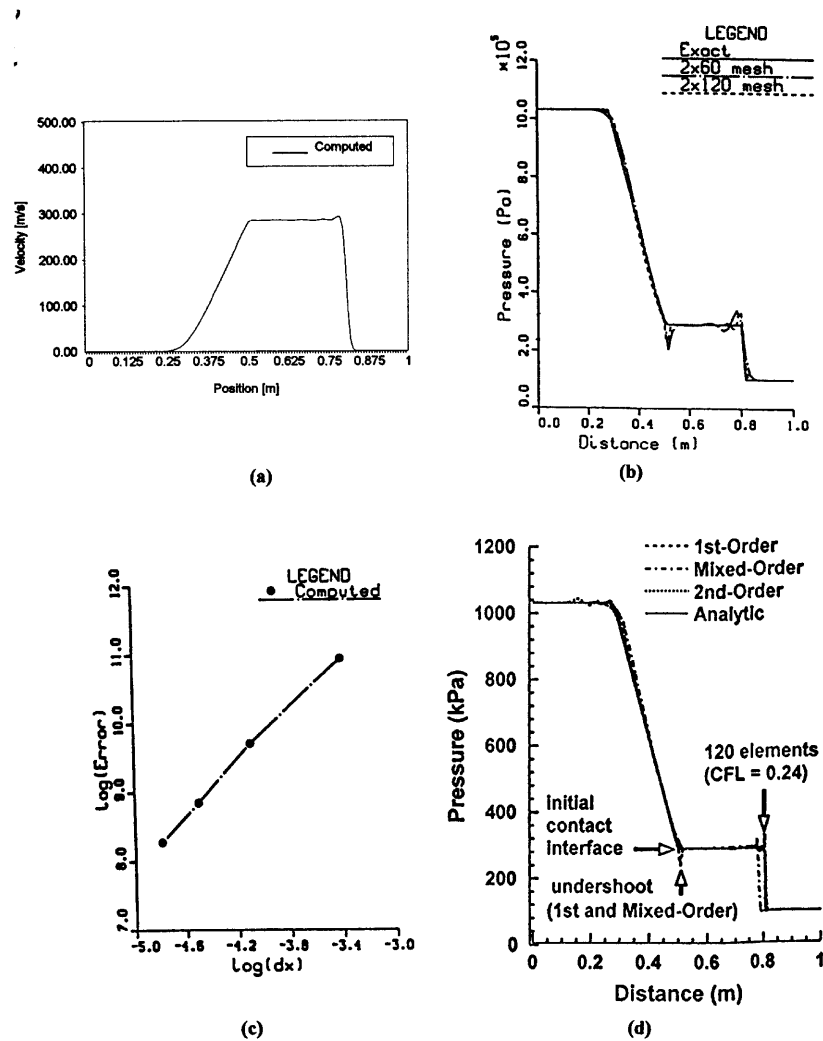 500.00
400.00
300.00
200.00
100.00
0.00
Velocity [m/s]
Computed
0 0.125 0.25 0.375 0.5 0.625 0.75 0.875 1
Position [m]
(a)
LEGEND
Exact
2x60 mesh
2x120 mesh
×10⁵
12.0
10.0
8.0
6.0
4.0
2.0
0.0
Pressure (Pa)
0.0 0.2 0.4 0.6 0.8 1.0
Distance (m)
(b)
LEGEND
Computed
12.0
11.0
10.0
9.0
8.0
7.0
log(Error)
-5.0 -4.6 -4.2 -3.8 -3.4 -3.0
log(dx)
(c)
1st-Order
Mixed-Order
2nd-Order
Analytic
1200
1000
800
600
400
200
0
Pressure (kPa)
120 elements
(CFL = 0.24)
initial
contact
interface
undershoot
(1st and Mixed-Order)
0 0.2 0.4 0.6 0.8 1
Distance (m)
(d)